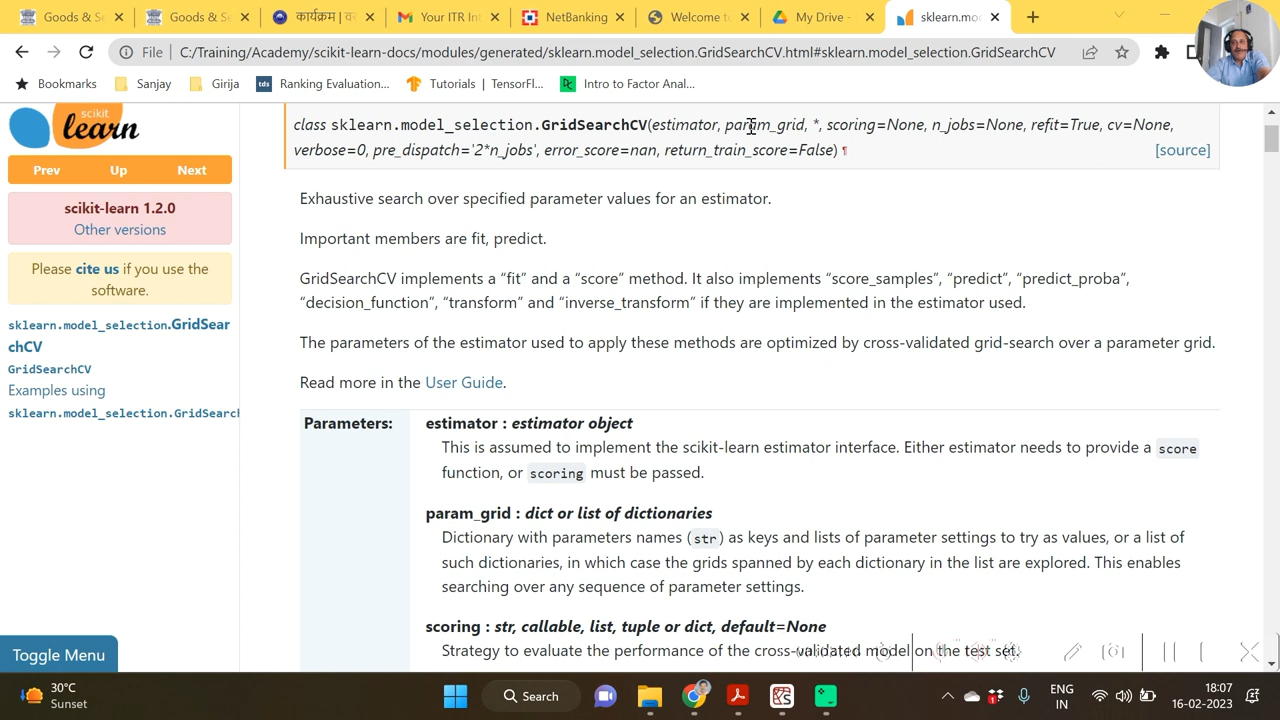 Goods & S
Goods & S
कार्यक्रम | वर
Your ITR In
NetBanking
Welcome to
My Drive -
sklearn.mo
File C:/Training/Academy/scikit-learn-docs/modules/generated/sklearn.model_selection.GridSearchCV.html#sklearn.model_selection.GridSearchCV
Bookmarks Sanjay Girija tds Ranking Evaluation... Tutorials | TensorFl... Intro to Factor Anal...
scikit
learn
Prev Up Next
scikit-learn 1.2.0
Other versions
Please cite us if you use the
software.
sklearn.model_selection.GridSear
chCV
GridSearchCV
Examples using
sklearn.model_selection.GridSearch
Toggle Menu
class sklearn.model_selection.GridSearchCV(estimator, param_grid, *, scoring=None, n_jobs=None, refit=True, cv=None,
verbose=0, pre_dispatch='2*n_jobs', error_score=nan, return_train_score=False) ¶ [source]
Exhaustive search over specified parameter values for an estimator.
Important members are fit, predict.
GridSearchCV implements a “fit” and a “score” method. It also implements “score_samples”, “predict”, “predict_proba”,
“decision_function”, “transform” and “inverse_transform” if they are implemented in the estimator used.
The parameters of the estimator used to apply these methods are optimized by cross-validated grid-search over a parameter grid.
Read more in the User Guide.
Parameters: estimator : estimator object
This is assumed to implement the scikit-learn estimator interface. Either estimator needs to provide a score
function, or scoring must be passed.
param_grid : dict or list of dictionaries
Dictionary with parameters names (str) as keys and lists of parameter settings to try as values, or a list of
such dictionaries, in which case the grids spanned by each dictionary in the list are explored. This enables
searching over any sequence of parameter settings.
scoring : str, callable, list, tuple or dict, default=None
Strategy to evaluate the performance of the cross-validated model on the test set.
30°C
Sunset
Search
ENG
IN
18:07
16-02-2023